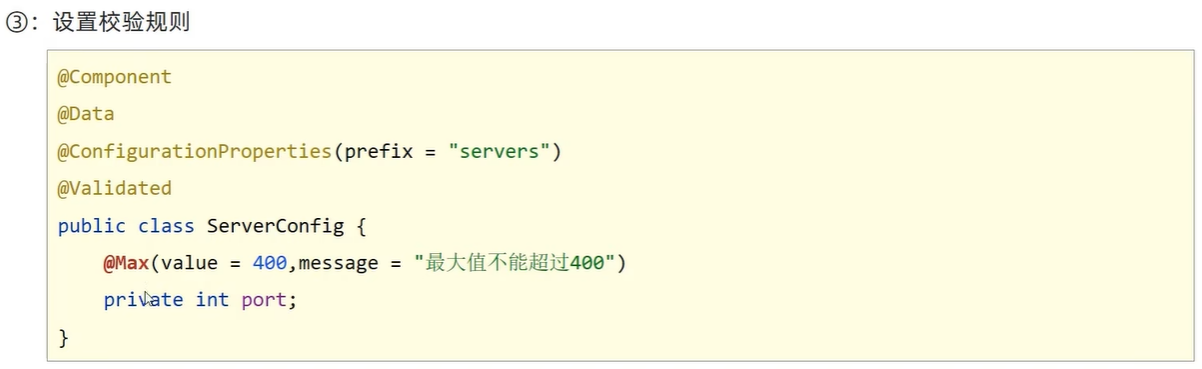 ③：设置校验规则
@Component
@Data
@ConfigurationProperties(prefix = "servers")
@Validated
public class ServerConfig {
@Max(value = 400,message = "最大值不能超过400")
private int port;
}